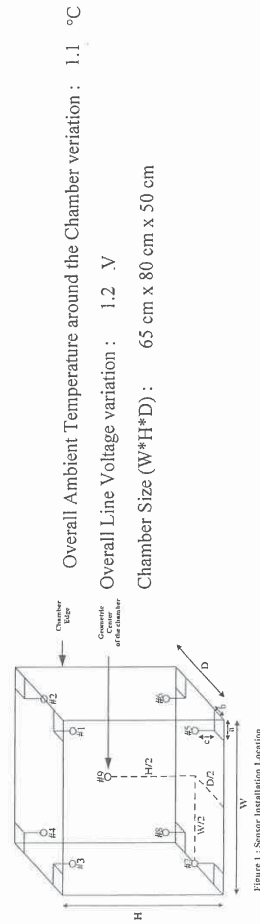 Overall Ambient Temperature around the Chamber veriation : 1.1 °C
Overall Line Voltage variation : 1.2 .V
Chamber Size (W*H*D) : 65 cm x 80 cm x 50 cm
Chamber
Edge
Geometric
Center
of the chamber
#2
#1
#4
#3
#9
#6
#5
#8
#7
H/2
W/2
D/2
H
W
D
a
b
c
Figure 1 : Sensor Installation Location